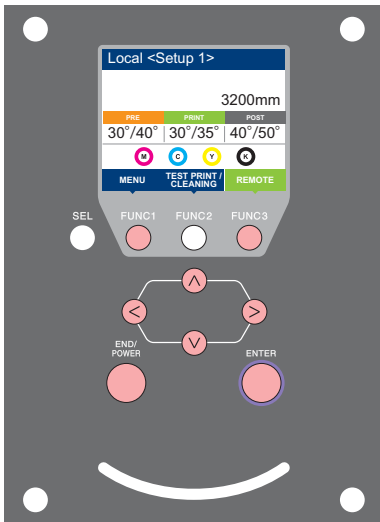 Local <Setup 1>
3200mm
PRE PRINT POST
30°/40° 30°/35° 40°/50°
M C Y K
MENU TEST PRINT / CLEANING REMOTE
SEL FUNC1 FUNC2 FUNC3
END/
POWER
ENTER